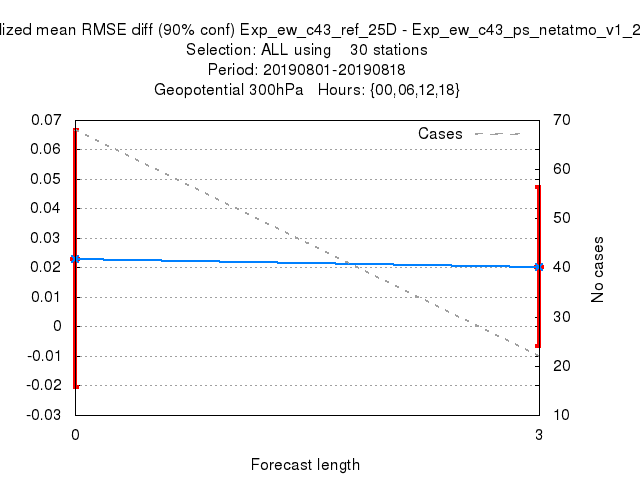 lized mean RMSE diff (90% conf) Exp_ew_c43_ref_25D - Exp_ew_c43_ps_netatmo_v1_2
Selection: ALL using 30 stations
Period: 20190801-20190818
Geopotential 300hPa Hours: {00,06,12,18}
Cases
0.07
0.06
0.05
0.04
0.03
0.02
0.01
0
-0.01
-0.02
-0.03
70
60
50
40
30
20
10
No cases
0
3
Forecast length